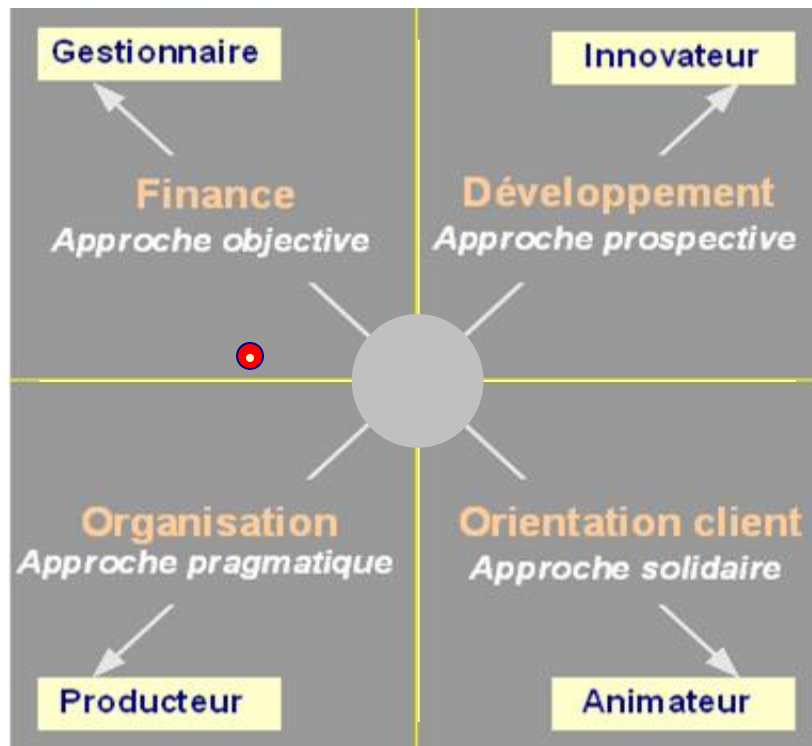 Gestionnaire
Innovateur
Finance
Approche objective
Développement
Approche prospective
Organisation
Approche pragmatique
Orientation client
Approche solidaire
Producteur
Animateur